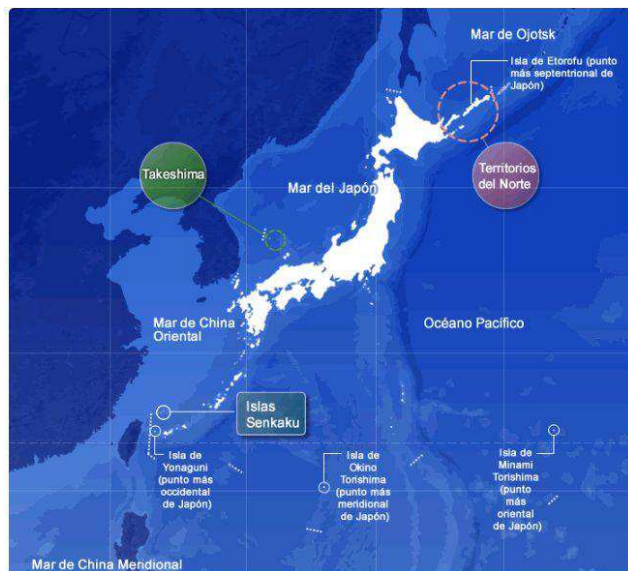 Mar de Ojotsk
Isla de Etorofu (punto
más septentrional de
Japón)
Takeshima
Mar del Japón
Territorios
del Norte
Mar de China
Oriental
Océano Pacífico
Islas
Senkaku
Isla de
Yonaguni
(punto más
occidental
de Japón)
Isla de
Okino
Torishima
(punto más
meridional
de Japón)
Isla de
Minami
Torishima
(punto
más
oriental
de Japón)
Mar de China Meridional